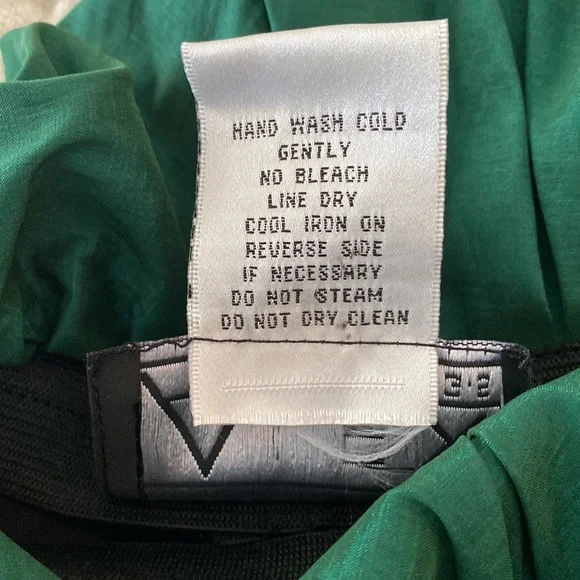 HAND WASH COLD
GENTLY
NO BLEACH
LINE DRY
COOL IRON ON
REVERSE SIDE
IF NECESSARY
DO NOT STEAM
DO NOT DRY CLEAN